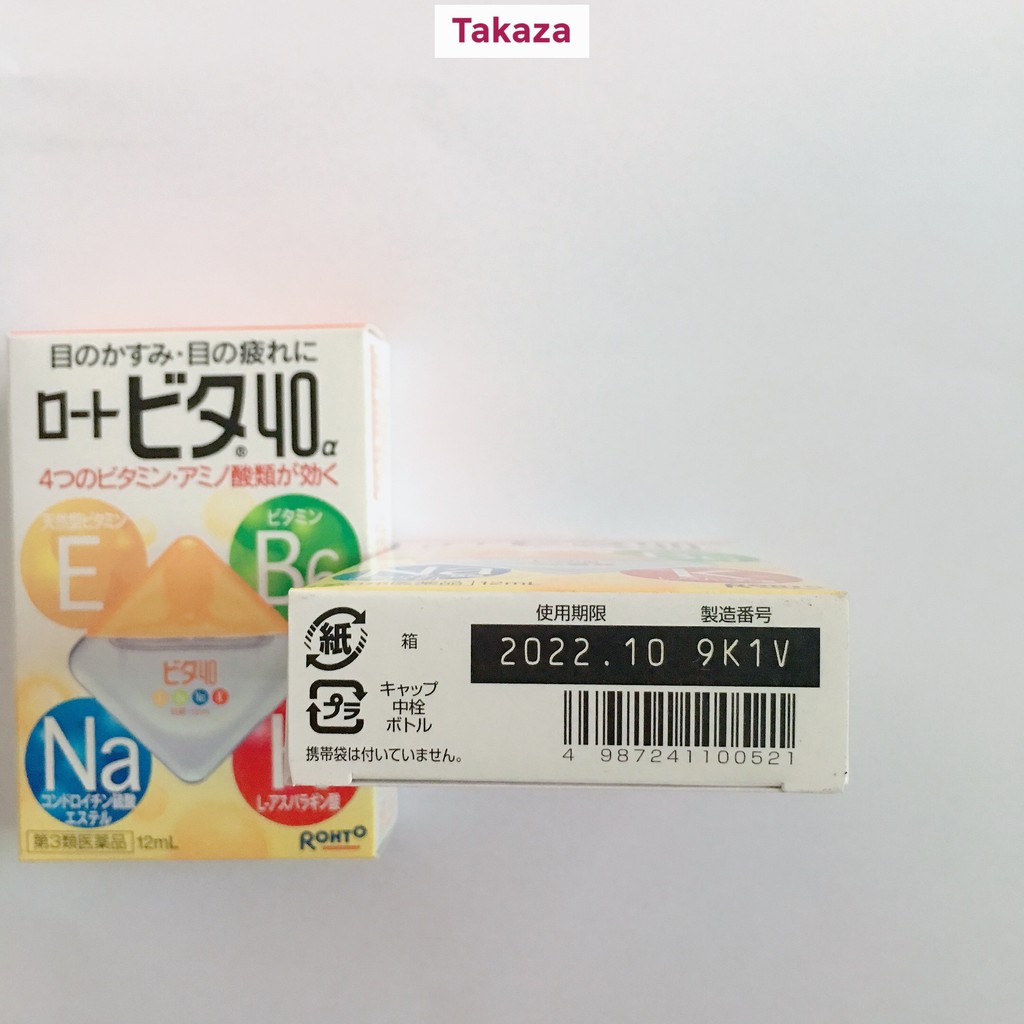 Takaza
目のかすみ・目の疲れに
ロートビタ®40α
4つのビタミン・アミノ酸類が効く
天然型ビタミン
E
ビタミン
B6
ビタ40
Na
コンドロイチン硫酸
エステル
K
L-アスパラギン酸
第3類医薬品 12mL
ROHTO
12mL
紙 箱
プラ キャップ
中栓
ボトル
携帯袋は付いていません。
使用期限 製造番号
2022.10 9K1V
4 987241100521